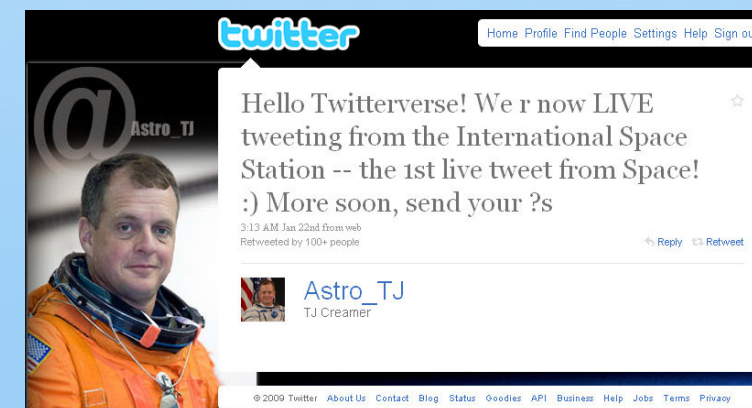 twitter
Home Profile Find People Settings Help Sign ou
@Astro_TJ
Hello Twitterverse! We r now LIVE
tweeting from the International Space
Station -- the 1st live tweet from Space!
:) More soon, send your ?s
3:13 AM Jan 22nd from web
Retweeted by 100+ people
Reply Retweet
Astro_TJ
TJ Creamer
© 2009 Twitter About Us Contact Blog Status Goodies API Business Help Jobs Terms Privacy